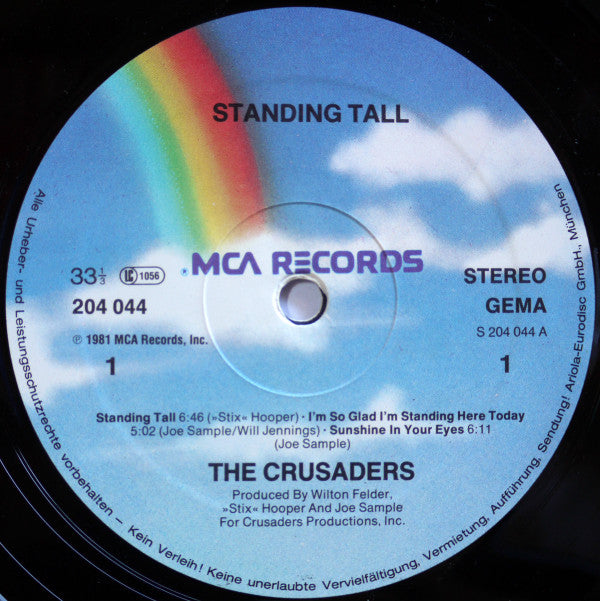 STANDING TALL
MCA RECORDS
33 1/3 LC 1056
204 044
℗ 1981 MCA Records, Inc.
1
STEREO
GEMA
S 204 044 A
1
Standing Tall 6:46 (»Stix« Hooper) · I'm So Glad I'm Standing Here Today
5:02 (Joe Sample/Will Jennings) · Sunshine In Your Eyes 6:11
(Joe Sample)
THE CRUSADERS
Produced By Wilton Felder,
»Stix« Hooper And Joe Sample
For Crusaders Productions, Inc.
Alle Urheber- und Leistungsschutzrechte vorbehalten – Kein Verleih! Keine unerlaubte Vervielfältigung, Vermietung, Aufführung, Sendung! Ariola-Eurodisc GmbH., München